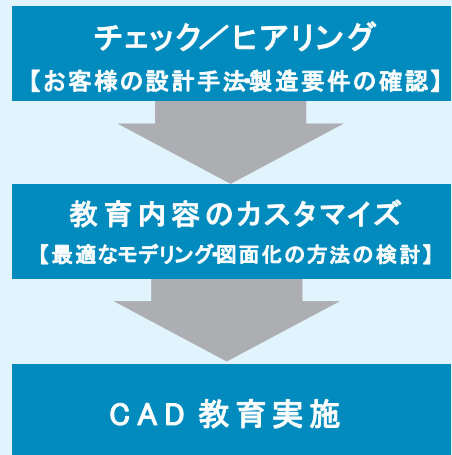 チェック／ヒアリング
【お客様の設計手法・製造要件の確認】
教育内容のカスタマイズ
【最適なモデリング・図面化の方法の検討】
CAD 教育実施